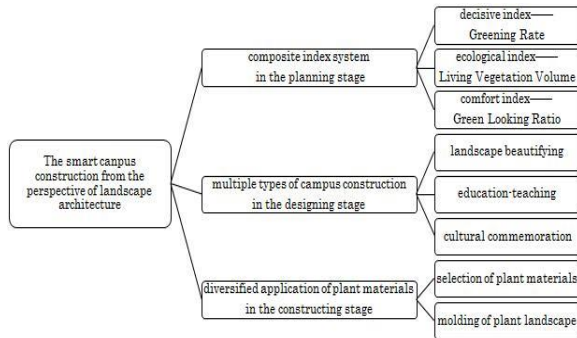 The smart canpus
construction from the
perspective of landscape
architecture
composite index system
in the planning stage
decisive index——
Greening Rate
ecological index——
Living Vegetation Volume
comfort index——
Green Looking Ratio
multiple types of campus construction
in the designing stage
landscape beautifying
education-teaching
cultural commemoration
diversified application of plant materials
in the constructing stage
selection of plant materials
molding of plant landscape